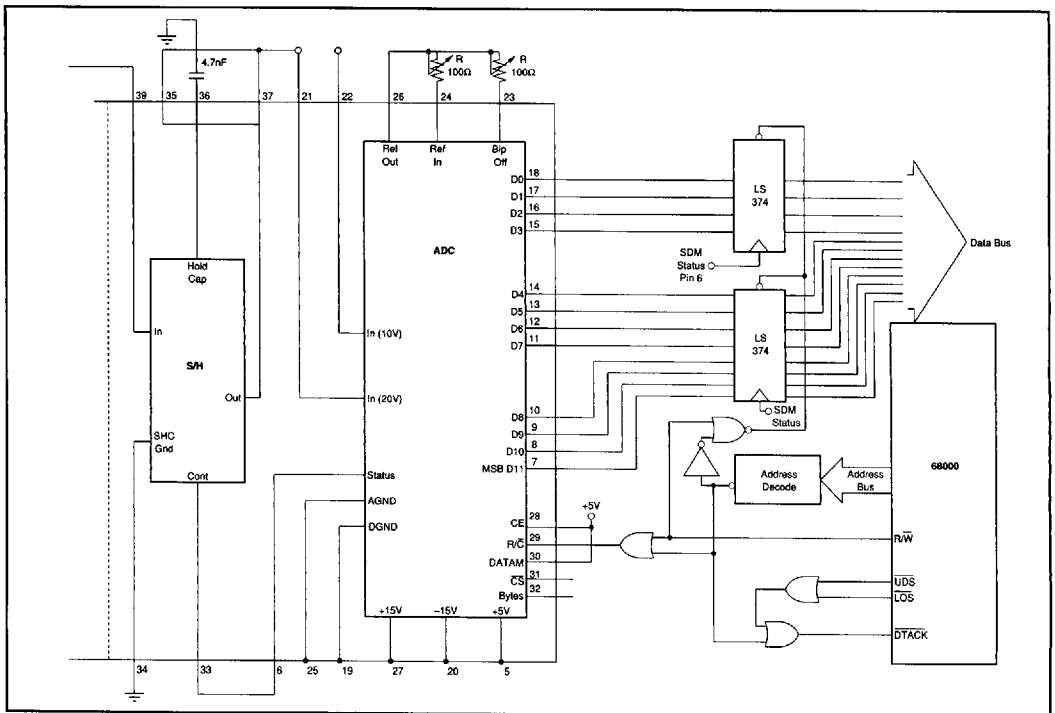 4.7nF
R
100Ω
R
100Ω
39 35 36 37 21 22 26 24 23
Ref Out
Ref In
Bip Off
ADC
D0 18
D1 17
D2 16
D3 15
D4 14
D5 13
D6 12
D7 11
D8 10
D9 9
D10 8
MSB D11 7
LS
374
SDM
Status
Pin 6
LS
374
SDM
Status
Data Bus
Hold
Cap
In
S/H
Out
SHC
Gnd
Cont
In (10V)
In (20V)
Status
AGND
DGND
+5V
CE 28
R/C̅ 29
DATAM 30
C̅S̅ 31
Bytes 32
+15V −15V +5V
Address
Decode
Address
Bus
68000
R/W̅
U̅D̅S̅
L̅O̅S̅
D̅T̅A̅C̅K̅
34 33 6 25 19 27 20 5